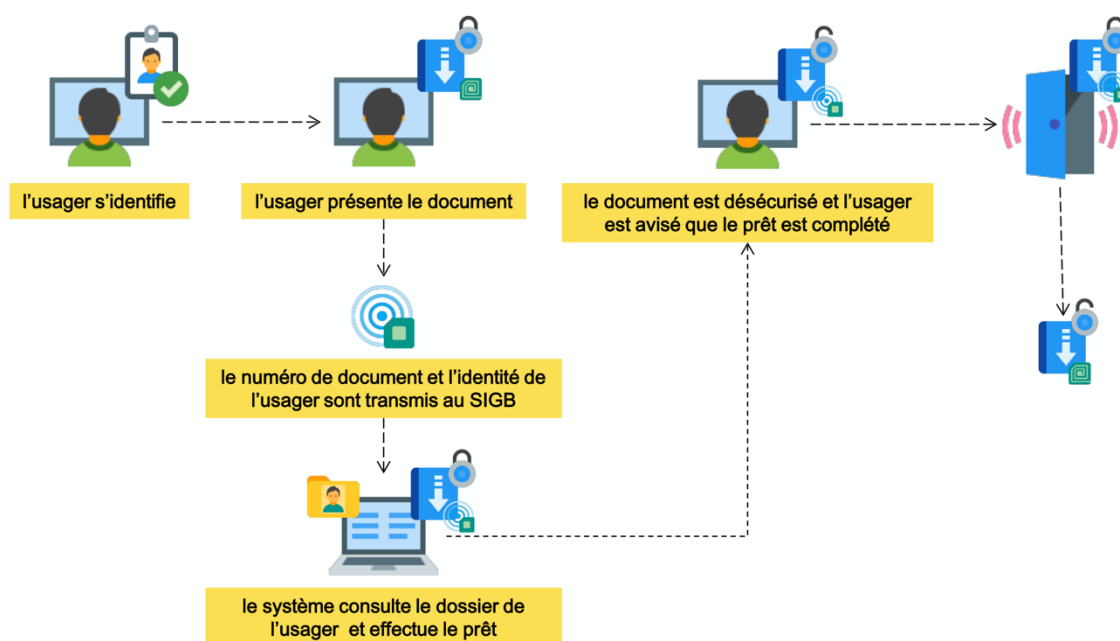 l'usager s'identifie
l'usager présente le document
le document est désécurisé et l'usager
est avisé que le prêt est complété
le numéro de document et l'identité de
l'usager sont transmis au SIGB
le système consulte le dossier de
l'usager et effectue le prêt